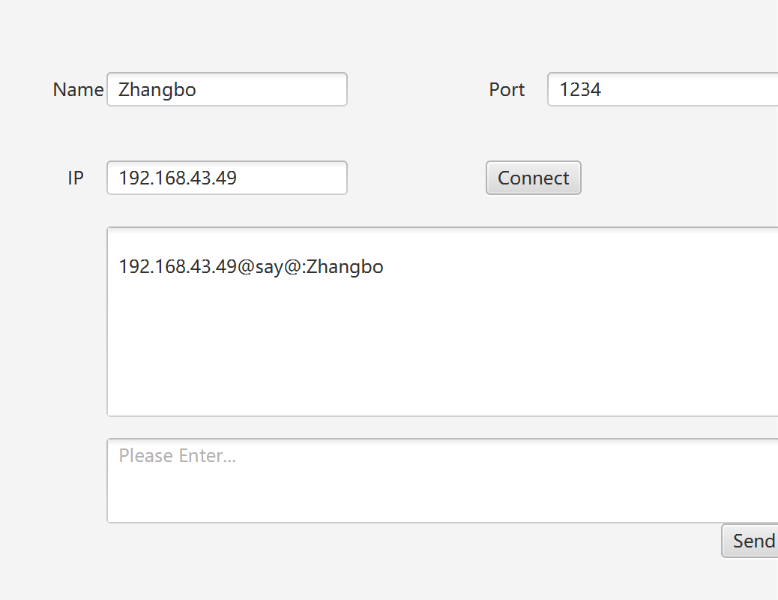 Name Zhangbo Port 1234
IP 192.168.43.49 Connect
192.168.43.49@say@:Zhangbo
Please Enter...
Send